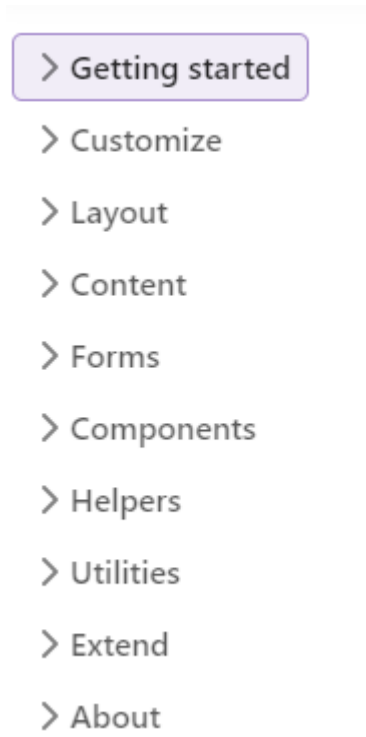 Getting started
Customize
Layout
Content
Forms
Components
Helpers
Utilities
Extend
About